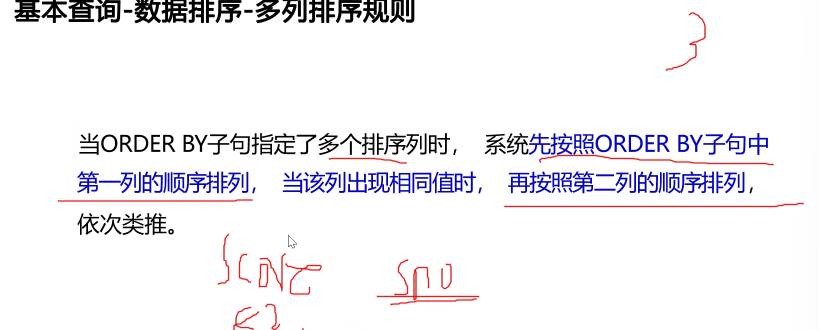 基本查询-数据排序-多列排序规则
3
当ORDER BY子句指定了多个排序列时， 系统先按照ORDER BY子句中
第一列的顺序排列， 当该列出现相同值时， 再按照第二列的顺序排列，
依次类推。
sno